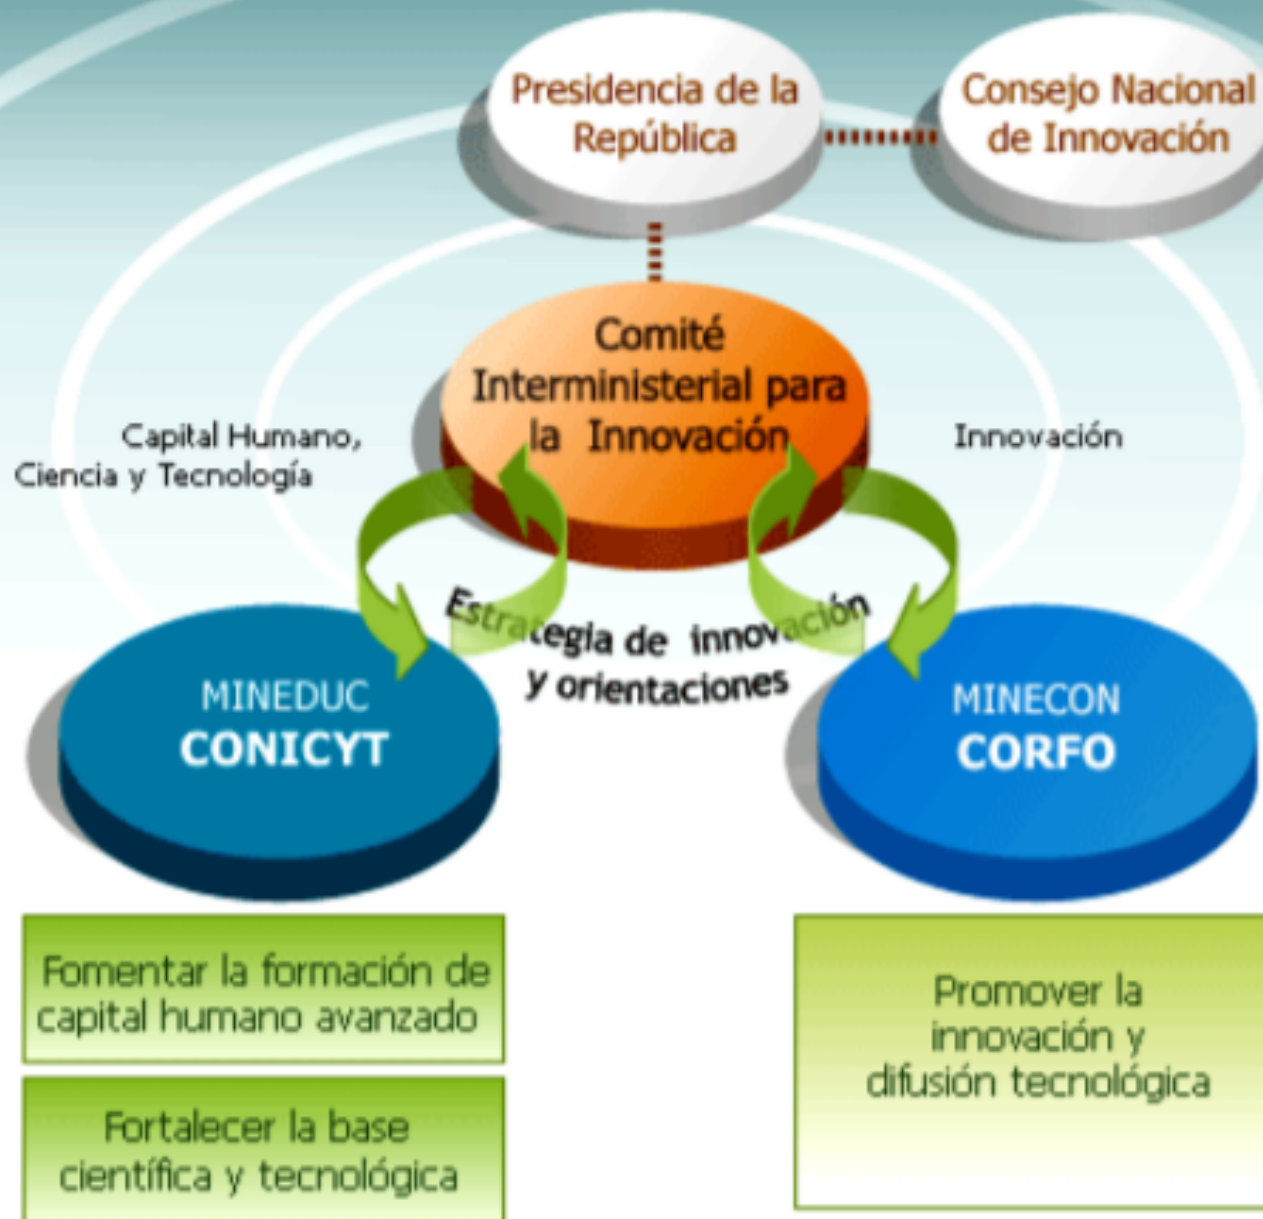 Presidencia de la
República
Consejo Nacional
de Innovación
Comité
Interministerial para
la Innovación
Capital Humano,
Ciencia y Tecnología
Innovación
Estrategia de innovación
y orientaciones
MINEDUC
CONICYT
MINECON
CORFO
Fomentar la formación de
capital humano avanzado
Fortalecer la base
científica y tecnológica
Promover la
innovación y
difusión tecnológica